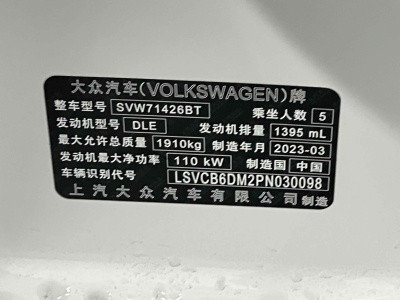 大众汽车(VOLKSWAGEN)牌
整车型号 SVW71426BT 乘坐人数 5
发动机型号 DLE 发动机排量 1395 mL
最大允许总质量 1910kg 制造年月 2023-03
发动机最大净功率 110 kW 制造国 中国
车辆识别代号 LSVCB6DM2PN030098
上汽大众汽车有限公司 制造